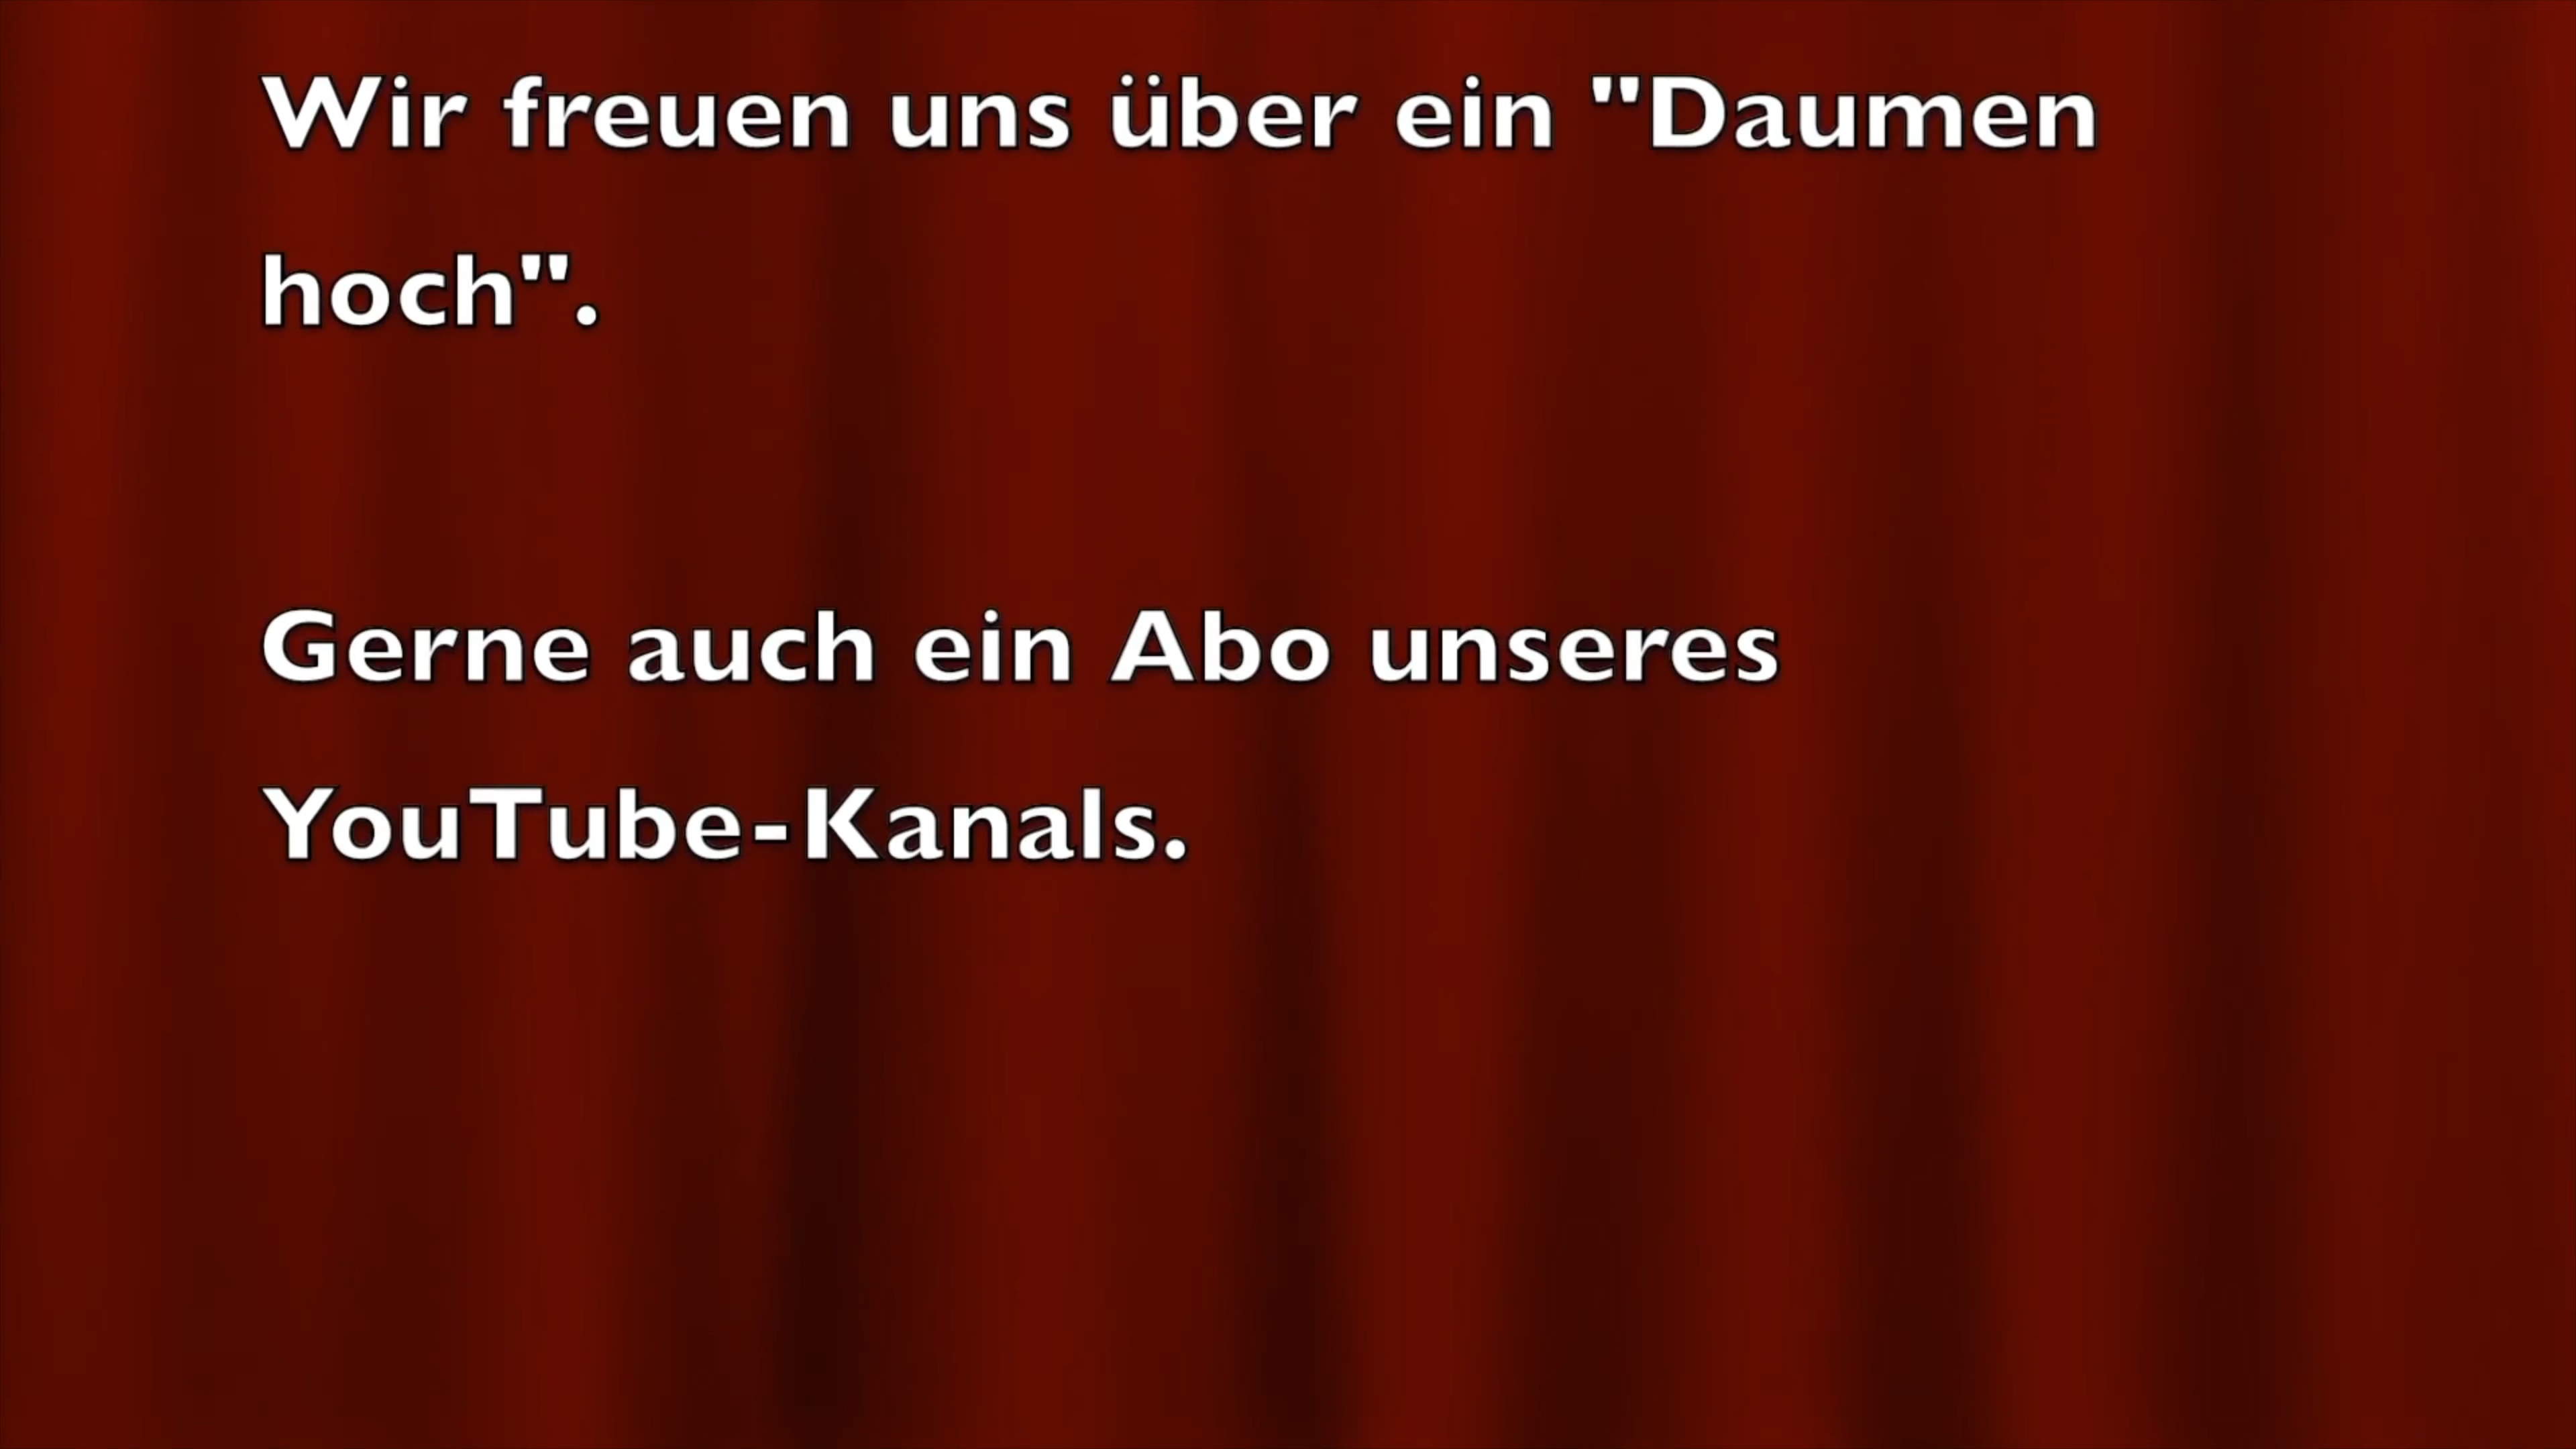 Wir freuen uns über ein "Daumen
hoch".
Gerne auch ein Abo unseres
YouTube-Kanals.